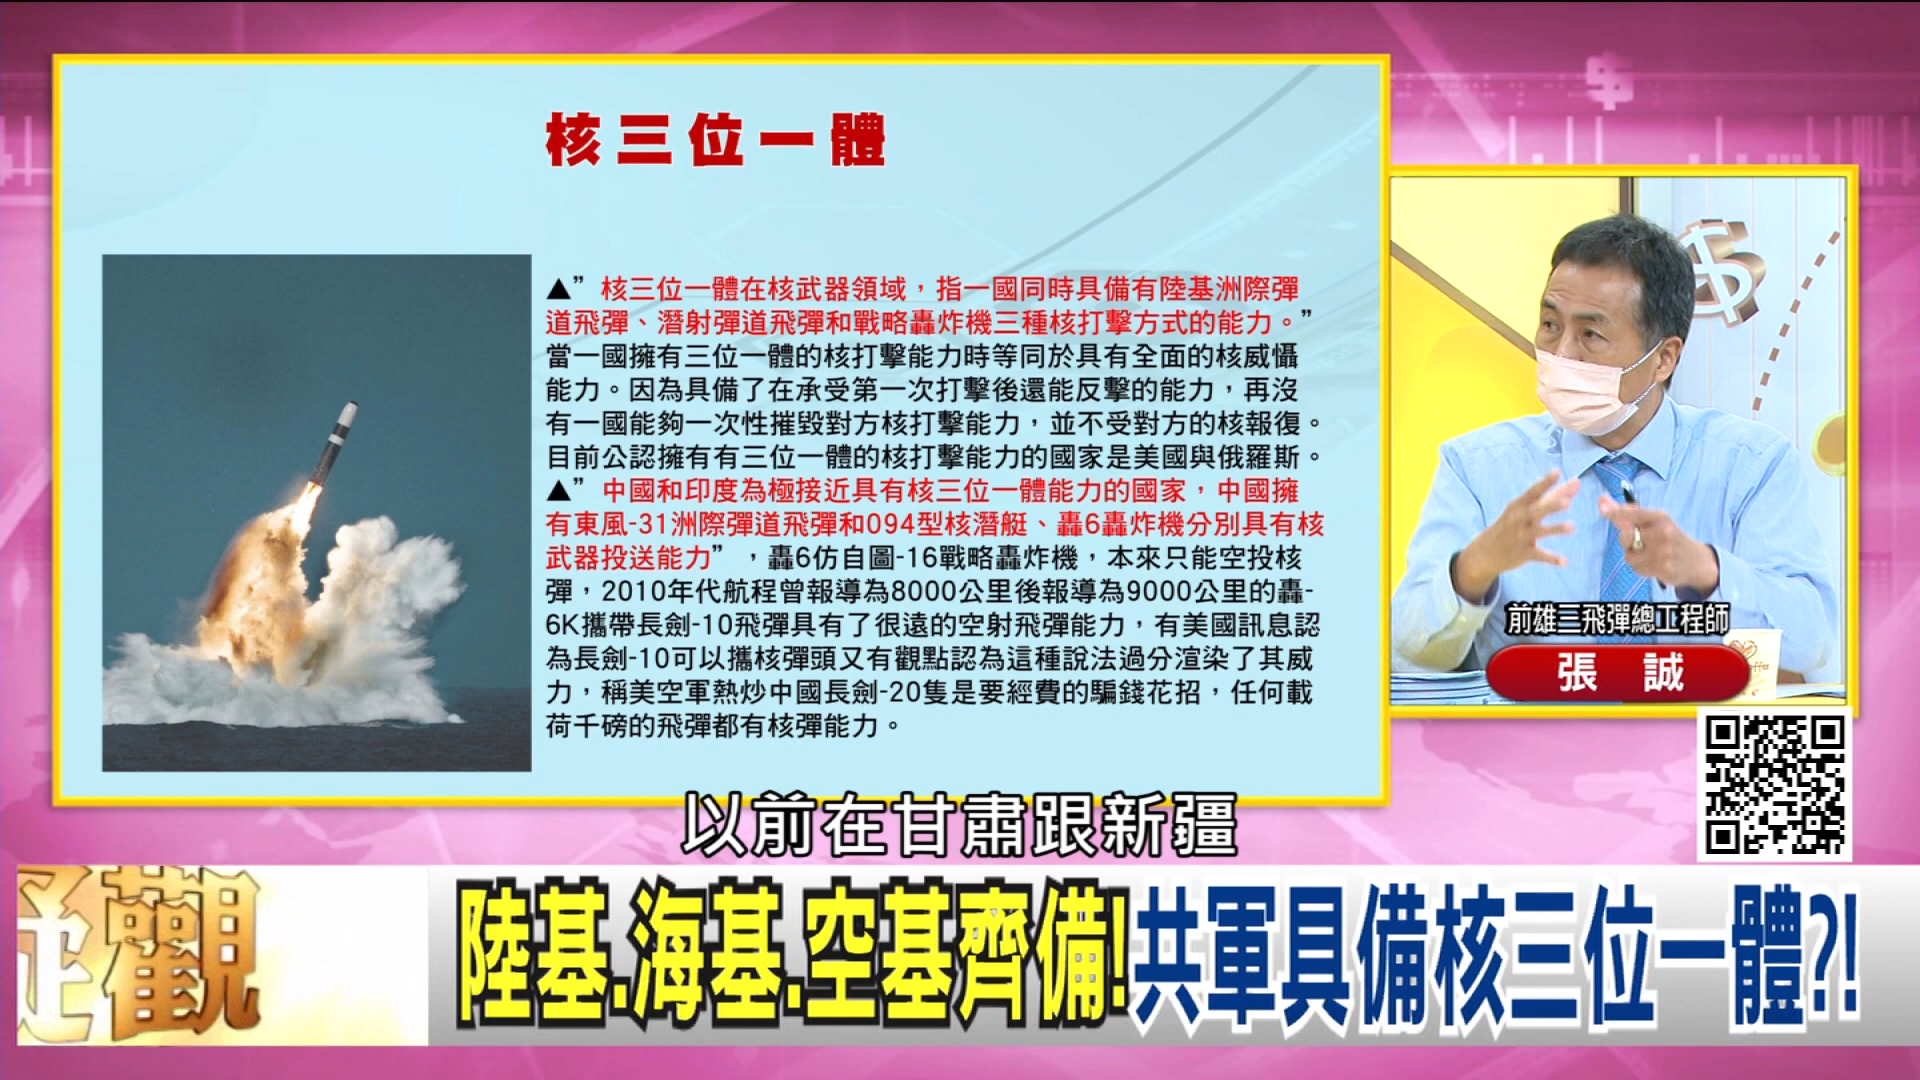 核三位一體
▲”核三位一體在核武器領域，指一國同時具備有陸基洲際彈
道飛彈、潛射彈道飛彈和戰略轟炸機三種核打擊方式的能力。”
當一國擁有三位一體的核打擊能力時等同於具有全面的核威懾
能力。因為具備了在承受第一次打擊後還能反擊的能力，再沒
有一國能夠一次性摧毀對方核打擊能力，並不受對方的核報復。
目前公認擁有有三位一體的核打擊能力的國家是美國與俄羅斯。
▲”中國和印度為極接近具有核三位一體能力的國家，中國擁
有東風-31洲際彈道飛彈和094型核潛艇、轟6轟炸機分別具有核
武器投送能力”，轟6仿自圖-16戰略轟炸機，本來只能空投核
彈，2010年代航程曾報導為8000公里後報導為9000公里的轟-
6K攜帶長劍-10飛彈具有了很遠的空射飛彈能力，有美國訊息認
為長劍-10可以攜核彈頭又有觀點認為這種說法過分渲染了其威
力，稱美空軍熱炒中國長劍-20隻是要經費的騙錢花招，任何載
荷千磅的飛彈都有核彈能力。
前雄三飛彈總工程師
張 誠
以前在甘肅跟新疆
觀
陸基.海基.空基齊備!共軍具備核三位一體?!